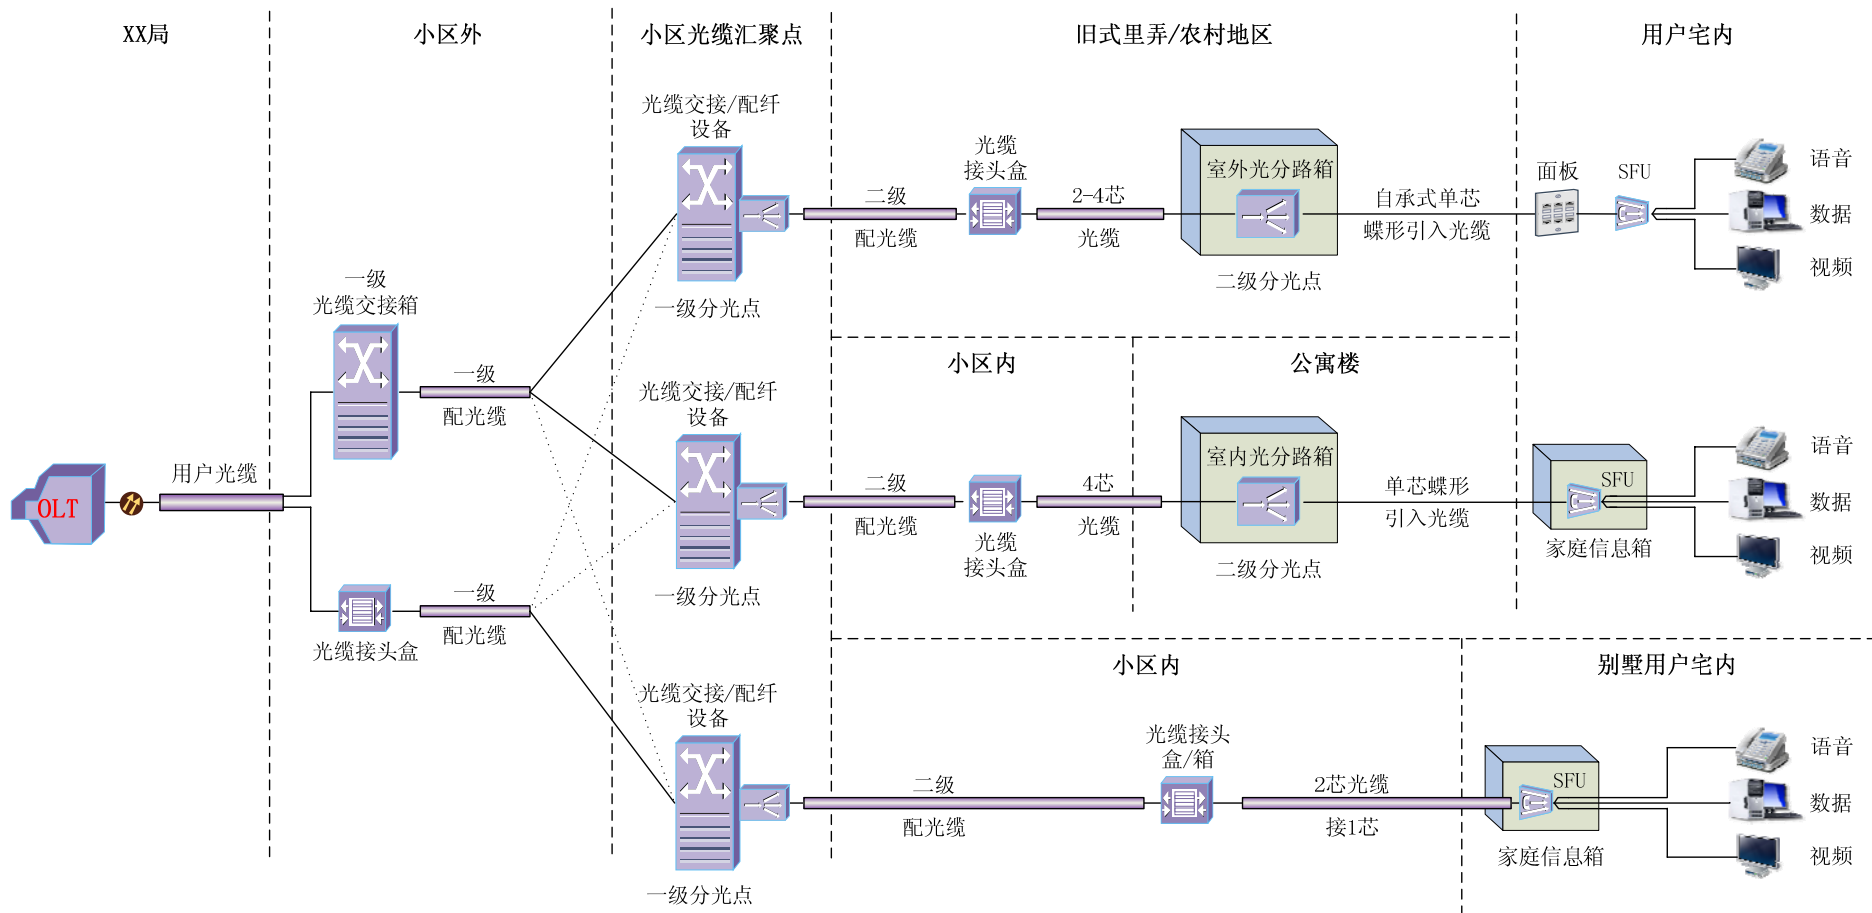 XX局
小区外
小区光缆汇聚点
旧式里弄/农村地区
用户宅内
光缆交接/配纤
设备
一级分光点
二级
配光缆
光缆
接头盒
2-4芯
光缆
室外光分路箱
二级分光点
自承式单芯
蝶形引入光缆
面板
SFU
语音
数据
视频
一级
光缆交接箱
一级
配光缆
用户光缆
OLT
光缆接头盒
一级
配光缆
小区内
公寓楼
光缆交接/配纤
设备
一级分光点
二级
配光缆
光缆
接头盒
4芯
光缆
室内光分路箱
二级分光点
单芯蝶形
引入光缆
SFU
家庭信息箱
语音
数据
视频
小区内
别墅用户宅内
光缆交接/配纤
设备
一级分光点
二级
配光缆
光缆接头
盒/箱
2芯光缆
接1芯
SFU
家庭信息箱
语音
数据
视频